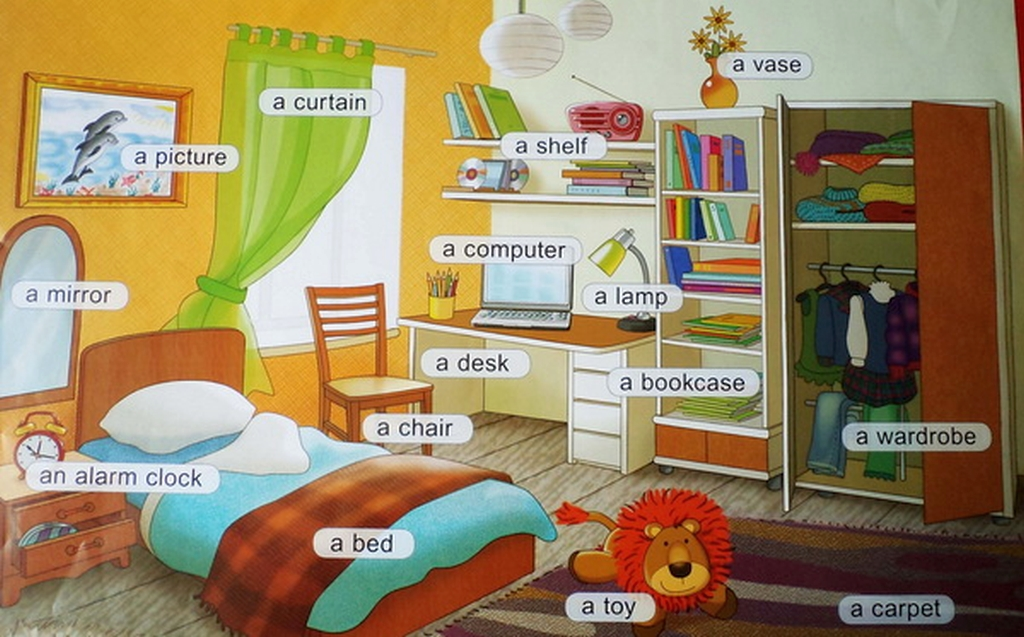 a vase
a curtain
a picture
a shelf
a computer
a mirror
a lamp
a desk
a bookcase
a chair
a wardrobe
an alarm clock
a bed
a toy
a carpet